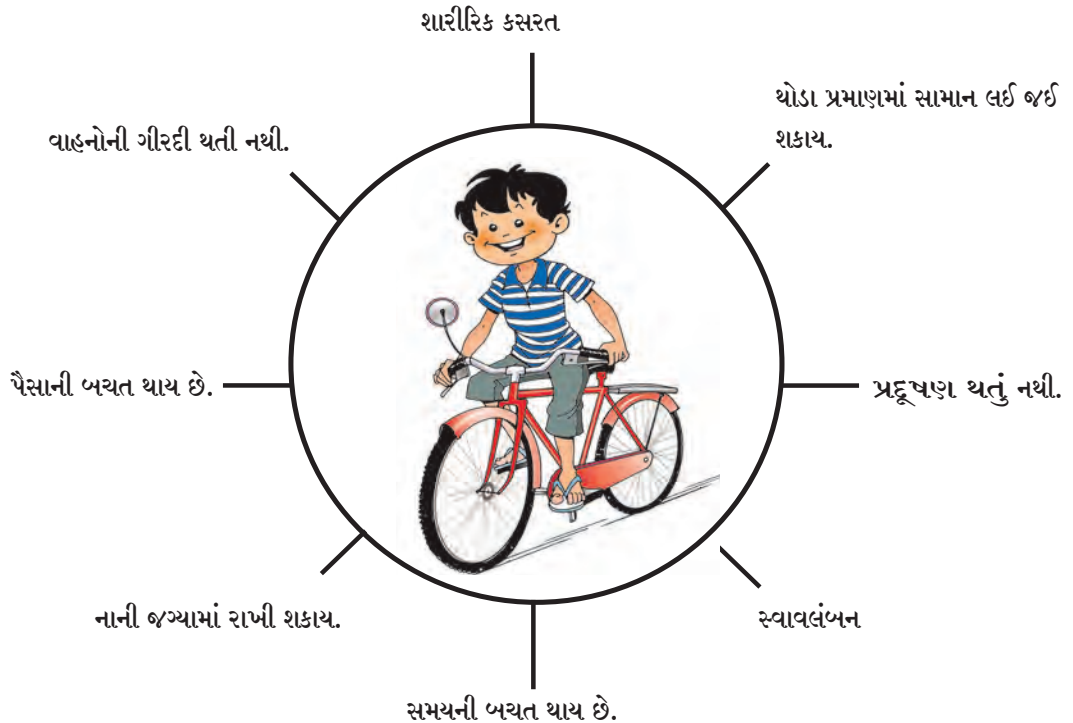 શારીરિક કસરત
થોડા પ્રમાણમાં સામાન લઈ જઈ
શકાય.
વાહનોની ગીરદી થતી નથી.
પૈસાની બચત થાય છે.
પ્રદૂષણ થતું નથી.
નાની જગ્યામાં રાખી શકાય.
સ્વાવલંબન
સમયની બચત થાય છે.